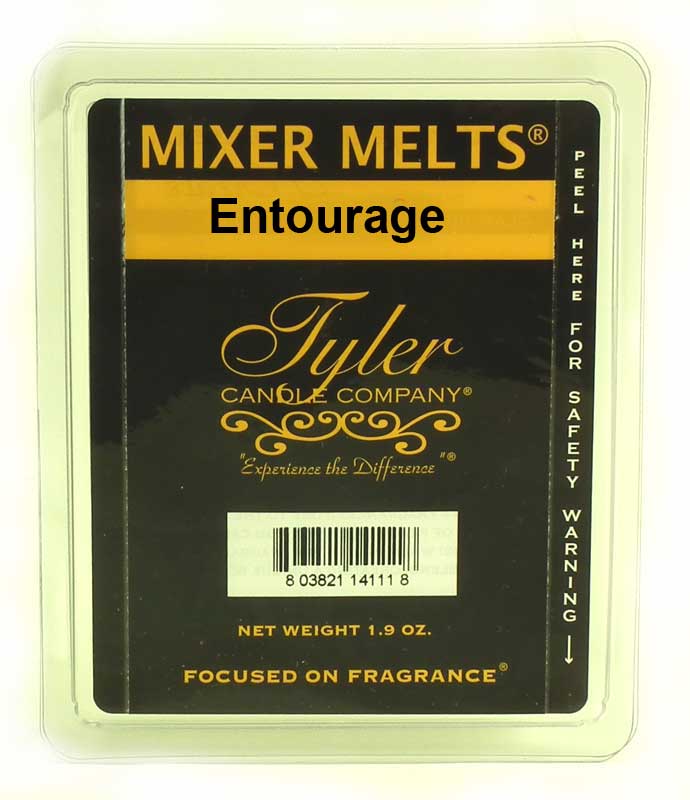 MIXER MELTS®
Entourage
Tyler
CANDLE COMPANY®
"Experience the Difference"®
8 03821 14111 8
NET WEIGHT 1.9 OZ.
FOCUSED ON FRAGRANCE®
PEEL HERE FOR SAFETY WARNING →